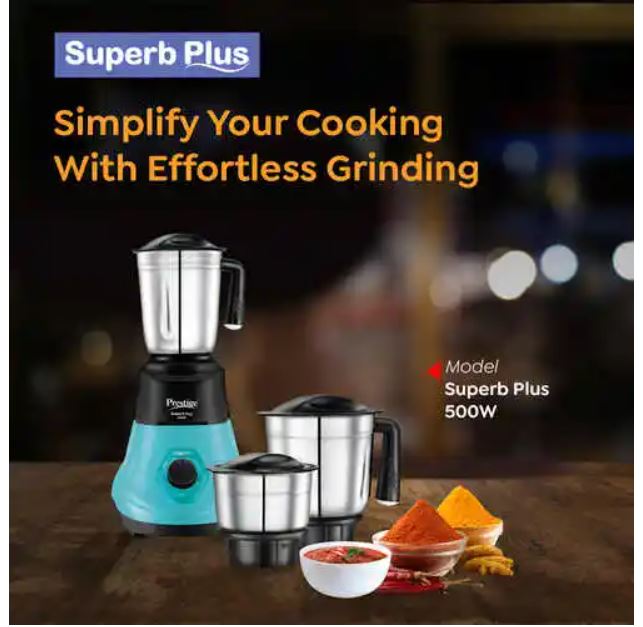 Superb Plus
Simplify Your Cooking
With Effortless Grinding
Model
Superb Plus
500W
Prestige